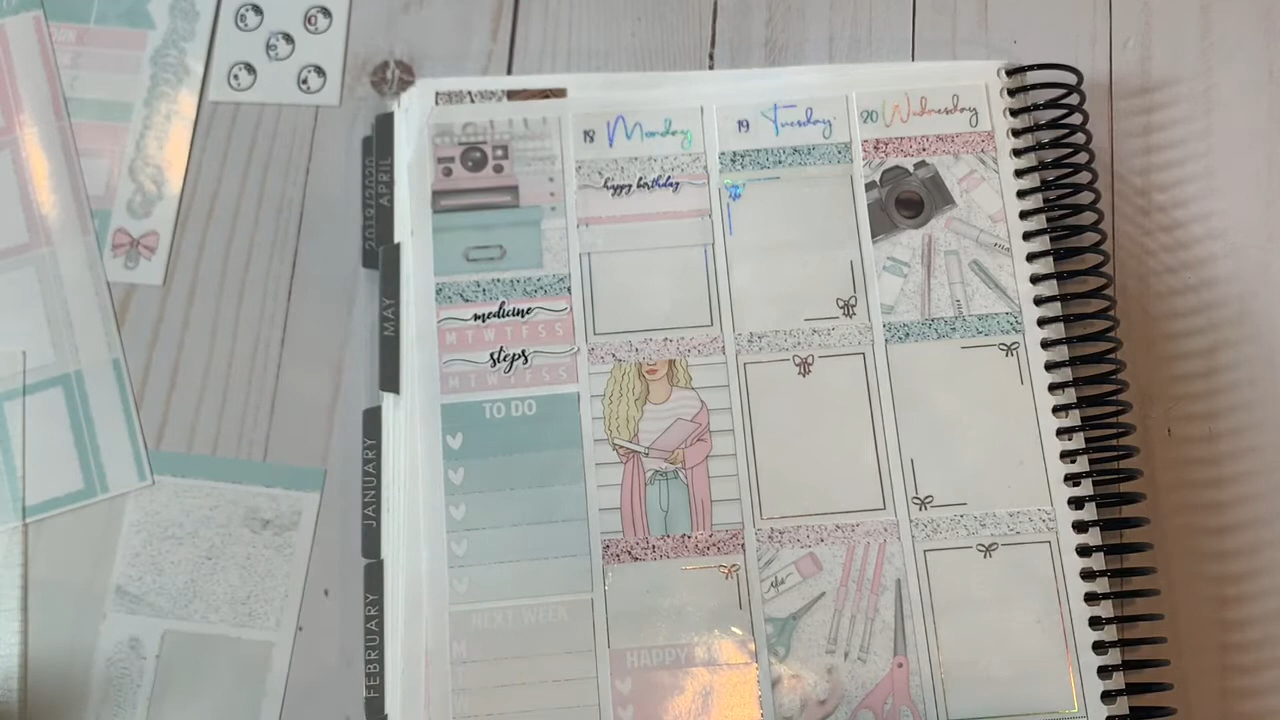 2019/2020
APRIL
MAY
JANUARY
FEBRUARY
18 Monday
19 Tuesday
20 Wednesday
happy birthday
medicine
M T W T F S S
steps
M T W T F S S
TO DO
NEXT WEEK
M
HAPPY